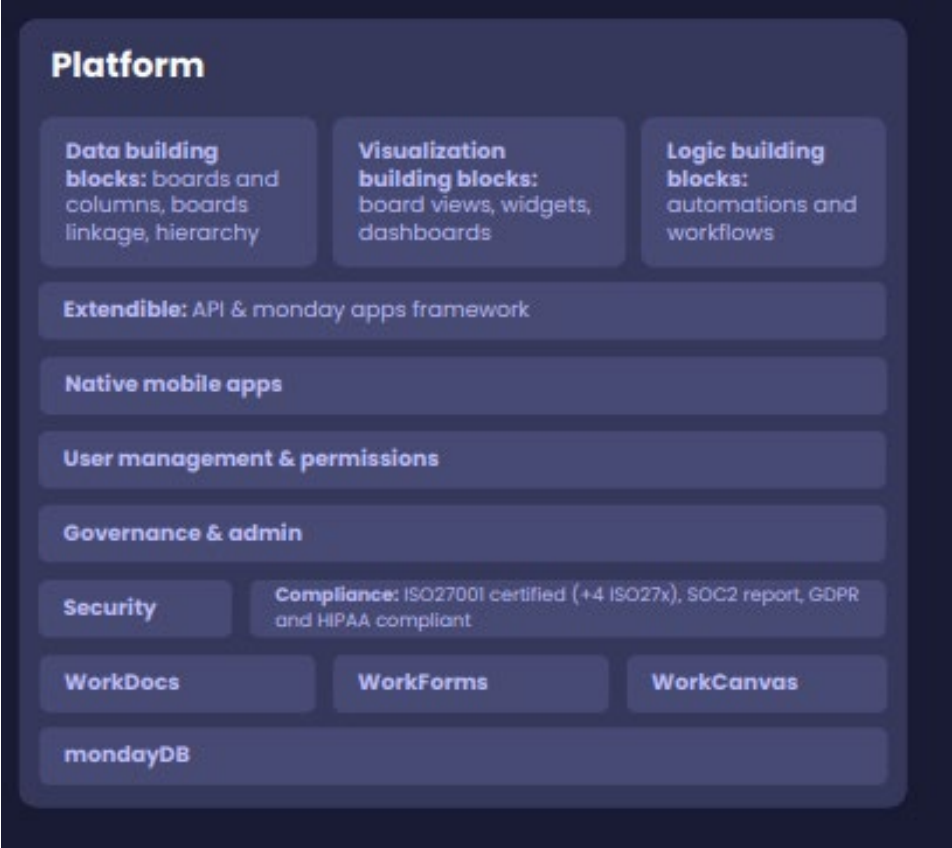 Platform
Data building
blocks: boards and
columns, boards
linkage, hierarchy
Visualization
building blocks:
board views, widgets,
dashboards
Logic building
blocks:
automations and
workflows
Extendible: API & monday apps framework
Native mobile apps
User management & permissions
Governance & admin
Security
Compliance: ISO27001 certified (+4 ISO27x), SOC2 report, GDPR
and HIPAA compliant
WorkDocs
WorkForms
WorkCanvas
mondayDB